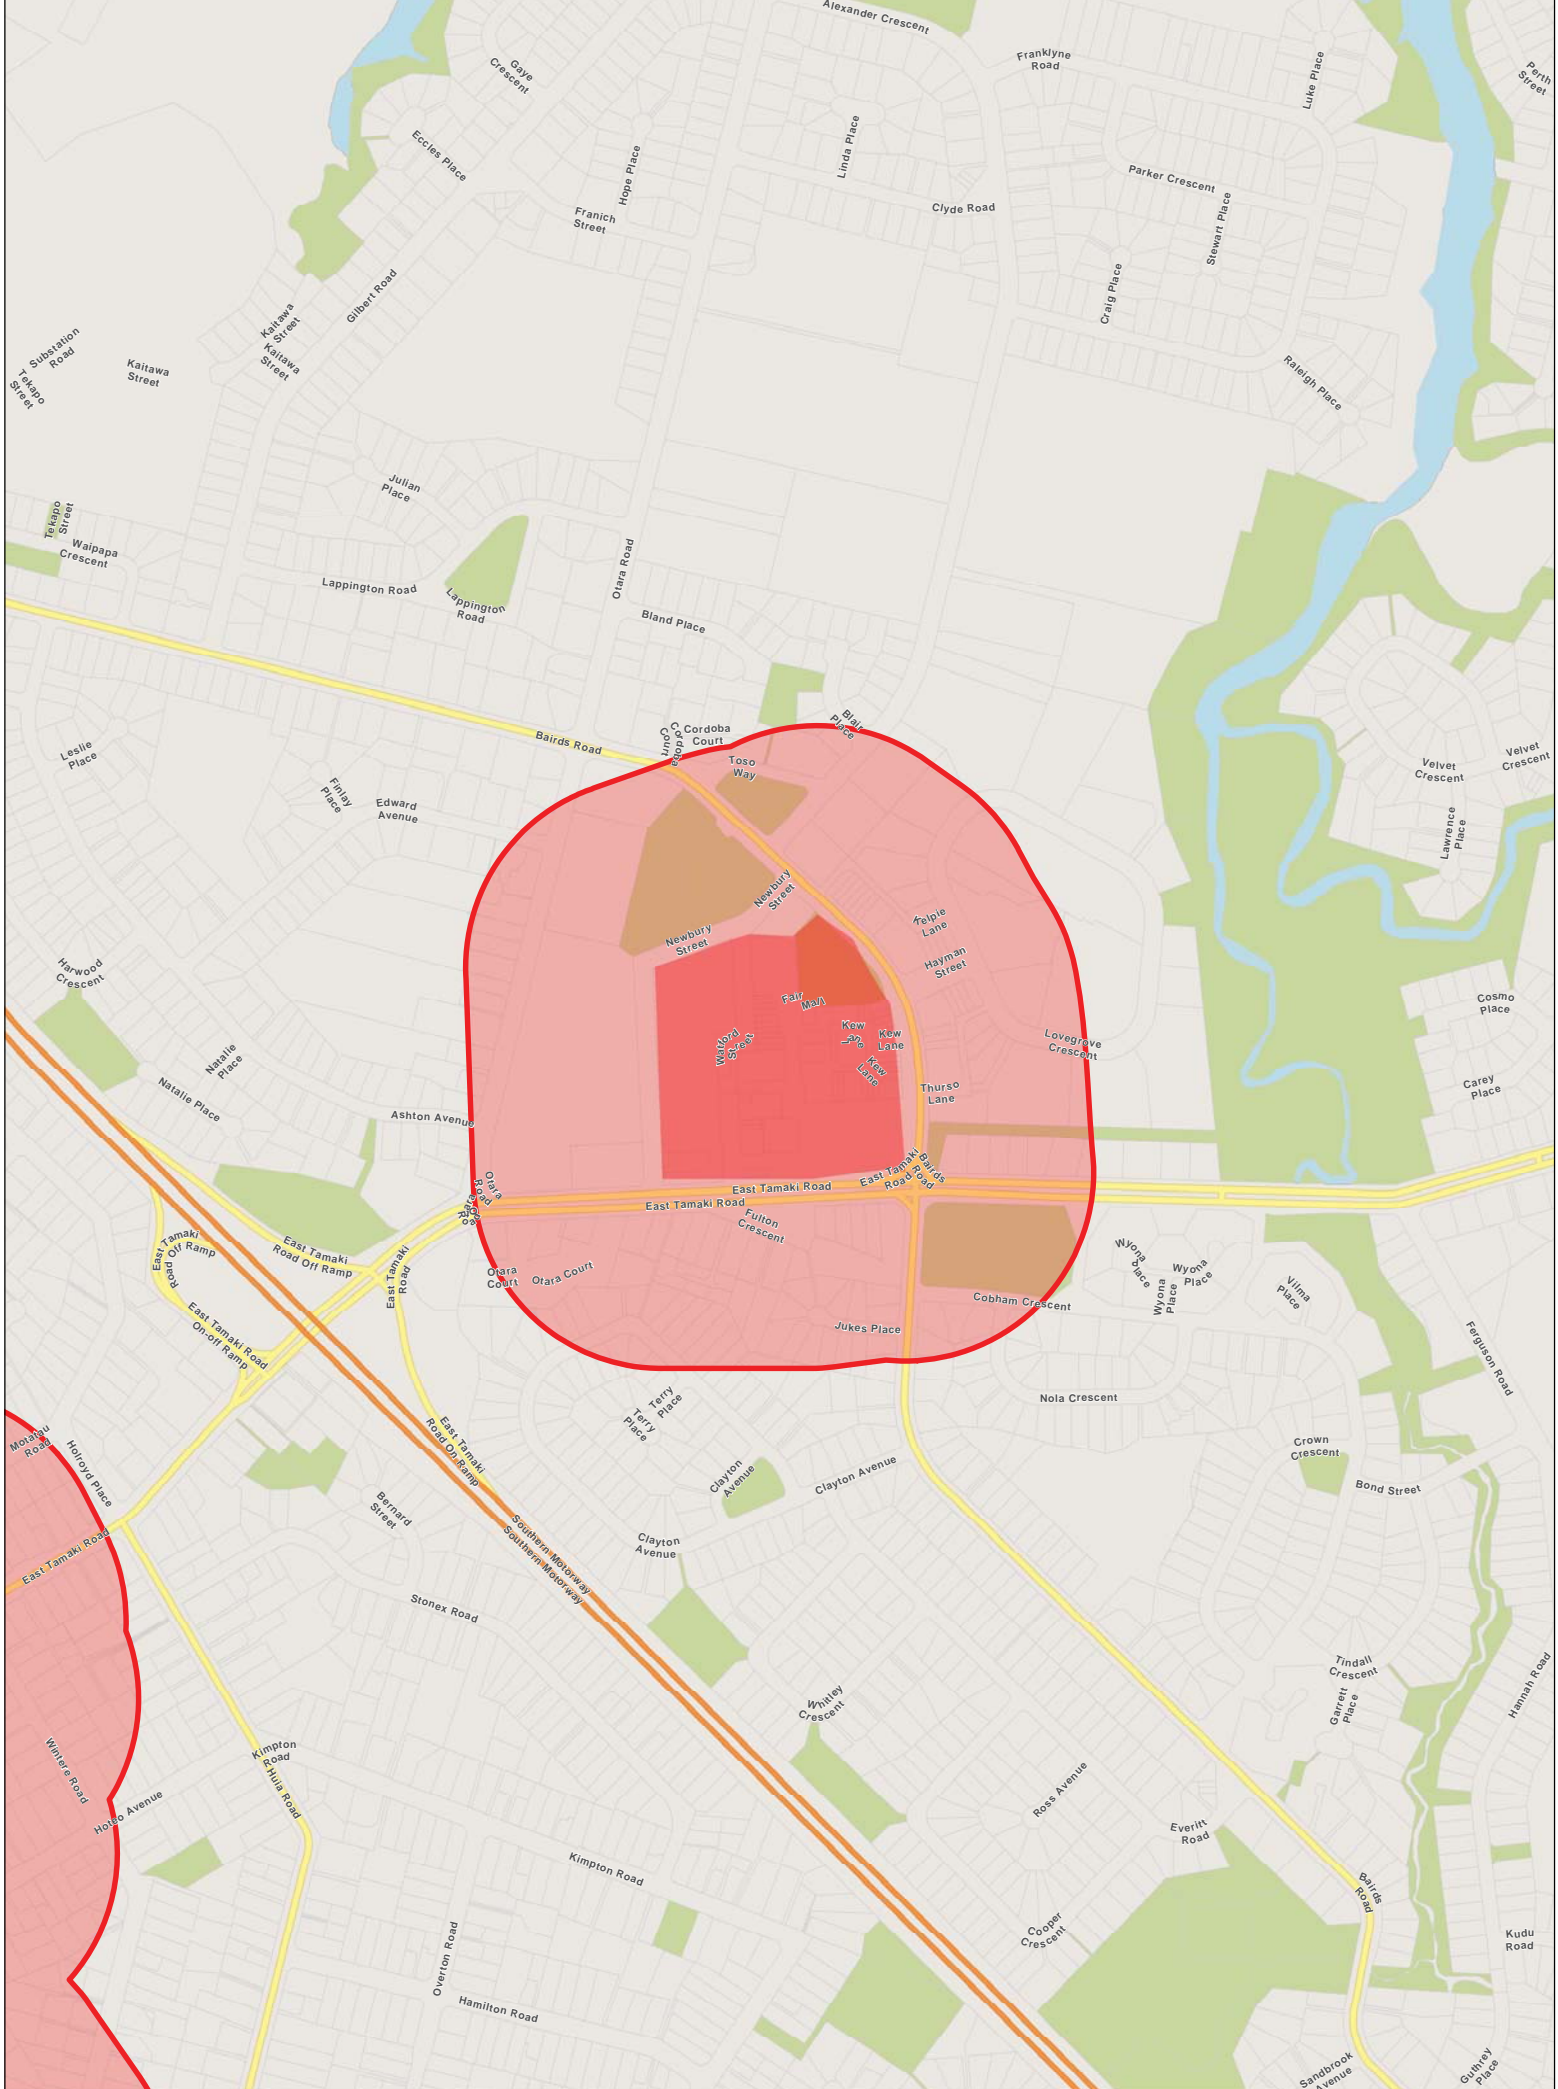 Alexander Crescent
Franklyne
Road
Luke Place
Perth
Street
Gaye
Crescent
Eccles Place
Hope Place
Linda Place
Parker Crescent
Franich
Street
Clyde Road
Stewart Place
Craig Place
Gilbert Road
Kaitawa
Street
Kaitawa
Street
Substation
Road
Kaitawa
Street
Tekapo
Street
Raleigh Place
Julian
Place
Tekapo
Street
Waipapa
Crescent
Lappington Road
Lappington
Road
Otara Road
Bland Place
Bairds Road
Cordoba
Court
Cordoba
Court
Blair
Place
Leslie
Place
Toso
Way
Velvet
Crescent
Velvet
Crescent
Finlay
Place
Edward
Avenue
Lawrence
Place
Newbury
Street
Newbury
Street
Kelpie
Lane
Hayman
Street
Harwood
Crescent
Fair
Mall
Cosmo
Place
Watford
Street
Kew
Lane
Kew
Lane
Kew
Lane
Lovegrove
Crescent
Natalie
Place
Natalie Place
Thurso
Lane
Carey
Place
Ashton Avenue
Otara
Road
Otara
Road
East Tamaki Road
East Tamaki Road
East Tamaki
Road
Bairds
Road
Fulton
Crescent
East Tamaki
Road Off Ramp
East Tamaki
Road Off Ramp
East Tamaki
Road
Otara
Court
Otara Court
Wyona
Place
Wyona
Place
Wyona
Place
Vilma
Place
Cobham Crescent
Jukes Place
East Tamaki Road
On-off Ramp
Ferguson Road
Nola Crescent
Terry
Place
Terry
Place
Motatau
Road
Holroyd Place
East Tamaki
Road On Ramp
Crown
Crescent
Bond Street
Clayton
Avenue
Clayton Avenue
Bernard
Street
Clayton
Avenue
Southern Motorway
Southern Motorway
East Tamaki Road
Stonex Road
Tindall
Crescent
Garrett
Place
Hannah Road
Whitley
Crescent
Kimpton
Road
Huia Road
Wintere Road
Hoteo Avenue
Ross Avenue
Everitt
Road
Kimpton Road
Bairds
Road
Cooper
Crescent
Kudu
Road
Overton Road
Hamilton Road
Sandbrook
Avenue
Guthrey
Place